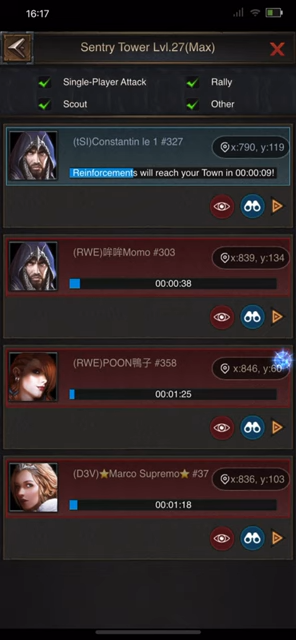 16:17
Sentry Tower Lvl.27(Max)
Single-Player Attack
Rally
Scout
Other
(tSI)Constantin le 1 #327
x:790, y:119
Reinforcements will reach your Town in 00:00:09!
(RWE)哞哞Momo #303
x:839, y:134
00:00:38
(RWE)POON鴨子 #358
x:846, y:60
00:01:25
(D3V)⭐Marco Supremo⭐ #37
x:836, y:103
00:01:18